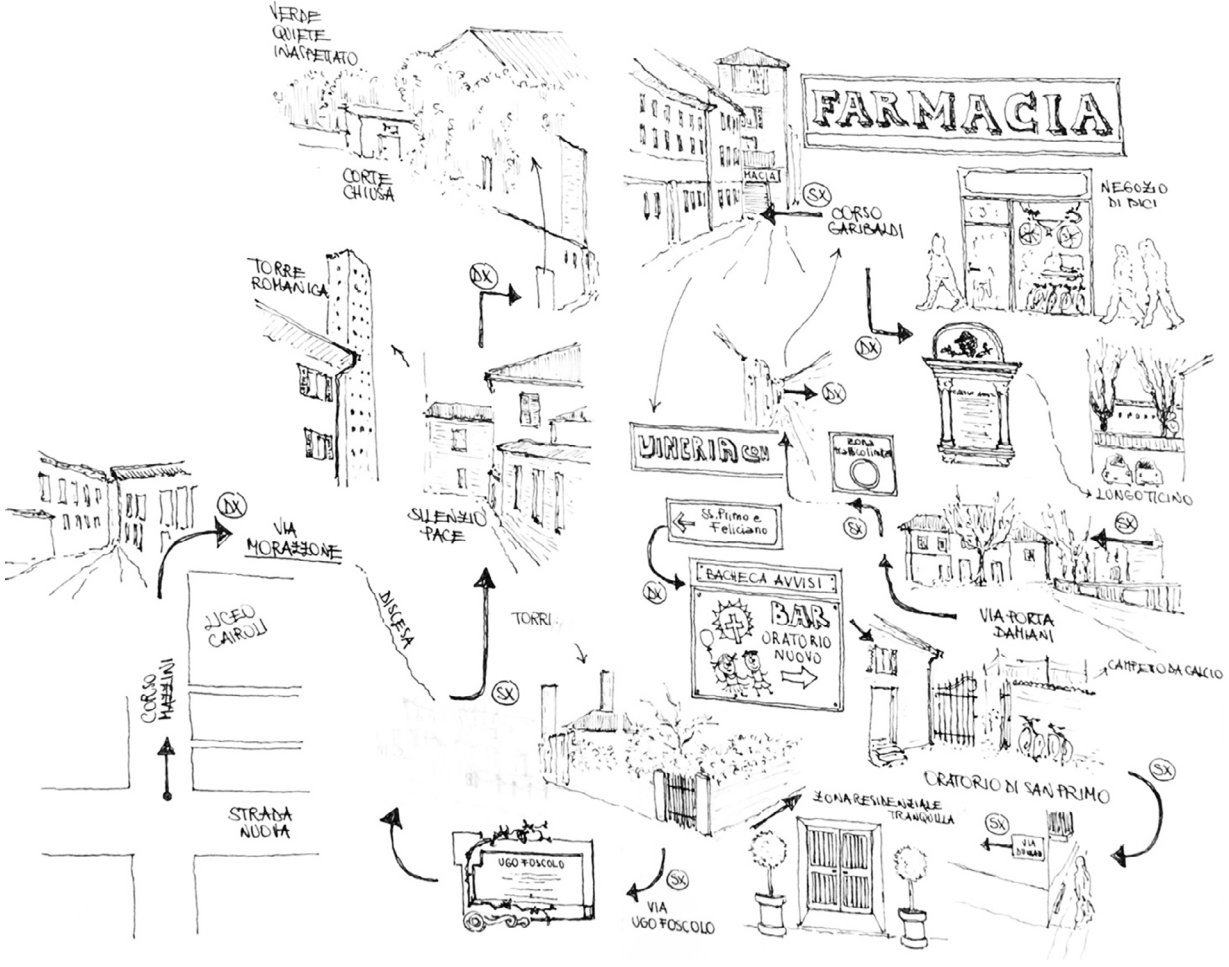 VERDE
QUIETE
INASPETTATO
CORTE
CHIUSA
TORRE
ROMANICA
DX
SILENZIO
PACE
DX
VIA
MORAZZONE
LICEO
CAIROLI
CORSO
MAZZINI
STRADA
NUOVA
DISCESA
SX
TORRI
UGO FOSCOLO
SX
VIA
UGO FOSCOLO
FARMACIA
MACIA
SX
CORSO
GARIBALDI
NEGOZIO
DI BICI
DX
DX
VINERIA CON
ZONA
LUNGOTICINO
SS. Primo e
Feliciano
SX
SX
DX
BACHECA AVVISI
BAR
ORATORIO
NUOVO
VIA PORTA
DAMIANI
CAMPETTO DA CALCIO
ORATORIO DI SAN PRIMO
SX
ZONA RESIDENZIALE
TRANQUILLA
SX
VIA